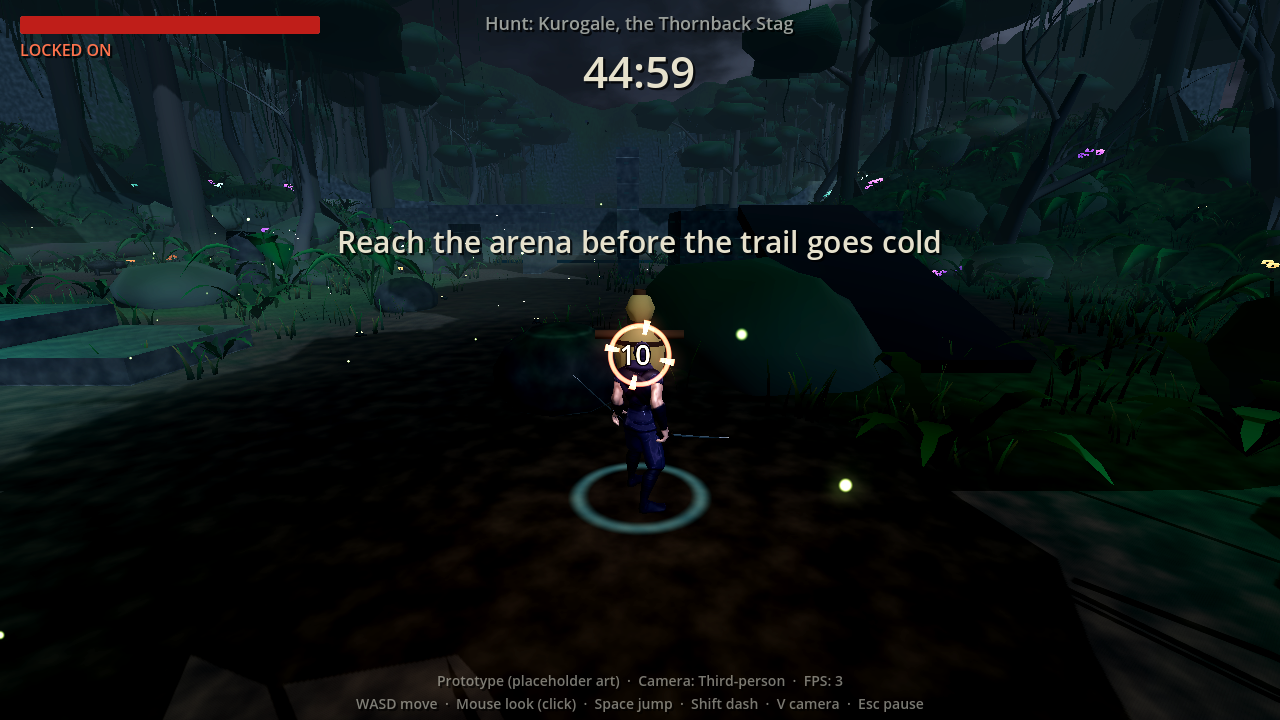 Hunt: Kurogale, the Thornback Stag
LOCKED ON
44:59
Reach the arena before the trail goes cold
10
Prototype (placeholder art) · Camera: Third-person · FPS: 3
WASD move · Mouse look (click) · Space jump · Shift dash · V camera · Esc pause